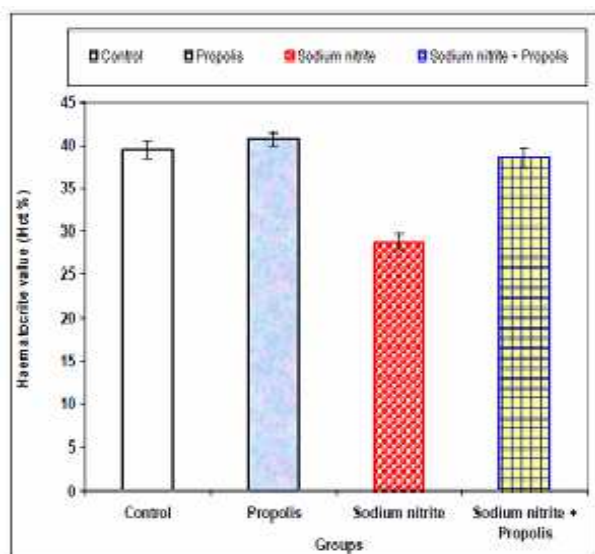 Control Propolis Sodium nitrite Sodium nitrite + Propolis
45
40
35
30
25
20
15
10
5
0
Haematocrite value (Hct %)
Control Propolis Sodium nitrite Sodium nitrite +
Propolis
Groups